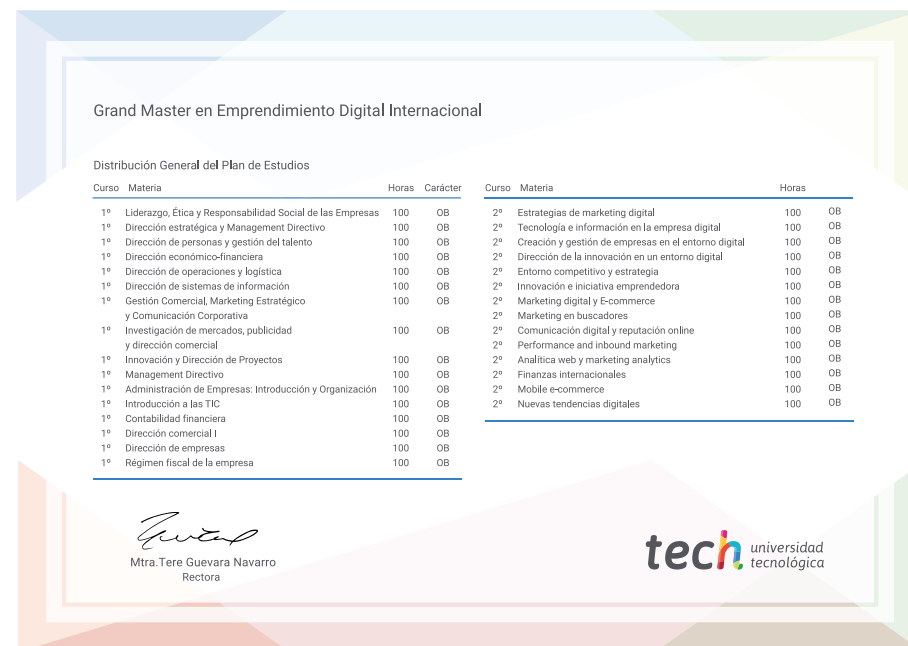 Grand Master en Emprendimiento Digital Internacional
Distribución General del Plan de Estudios
Curso Materia Horas Carácter
1º Liderazgo, Ética y Responsabilidad Social de las Empresas 100 OB
1º Dirección estratégica y Management Directivo 100 OB
1º Dirección de personas y gestión del talento 100 OB
1º Dirección económico-financiera 100 OB
1º Dirección de operaciones y logística 100 OB
1º Dirección de sistemas de información 100 OB
1º Gestión Comercial, Marketing Estratégico 100 OB
y Comunicación Corporativa
1º Investigación de mercados, publicidad 100 OB
y dirección comercial
1º Innovación y Dirección de Proyectos 100 OB
1º Management Directivo 100 OB
1º Administración de Empresas: Introducción y Organización 100 OB
1º Introducción a las TIC 100 OB
1º Contabilidad financiera 100 OB
1º Dirección comercial I 100 OB
1º Dirección de empresas 100 OB
1º Régimen fiscal de la empresa 100 OB
Curso Materia Horas
2º Estrategias de marketing digital 100 OB
2º Tecnología e información en la empresa digital 100 OB
2º Creación y gestión de empresas en el entorno digital 100 OB
2º Dirección de la innovación en un entorno digital 100 OB
2º Entorno competitivo y estrategia 100 OB
2º Innovación e iniciativa emprendedora 100 OB
2º Marketing digital y E-commerce 100 OB
2º Marketing en buscadores 100 OB
2º Comunicación digital y reputación online 100 OB
2º Performance and inbound marketing 100 OB
2º Analítica web y marketing analytics 100 OB
2º Finanzas internacionales 100 OB
2º Mobile e-commerce 100 OB
2º Nuevas tendencias digitales 100 OB
Mtra.Tere Guevara Navarro
Rectora
tech universidad
tecnológica